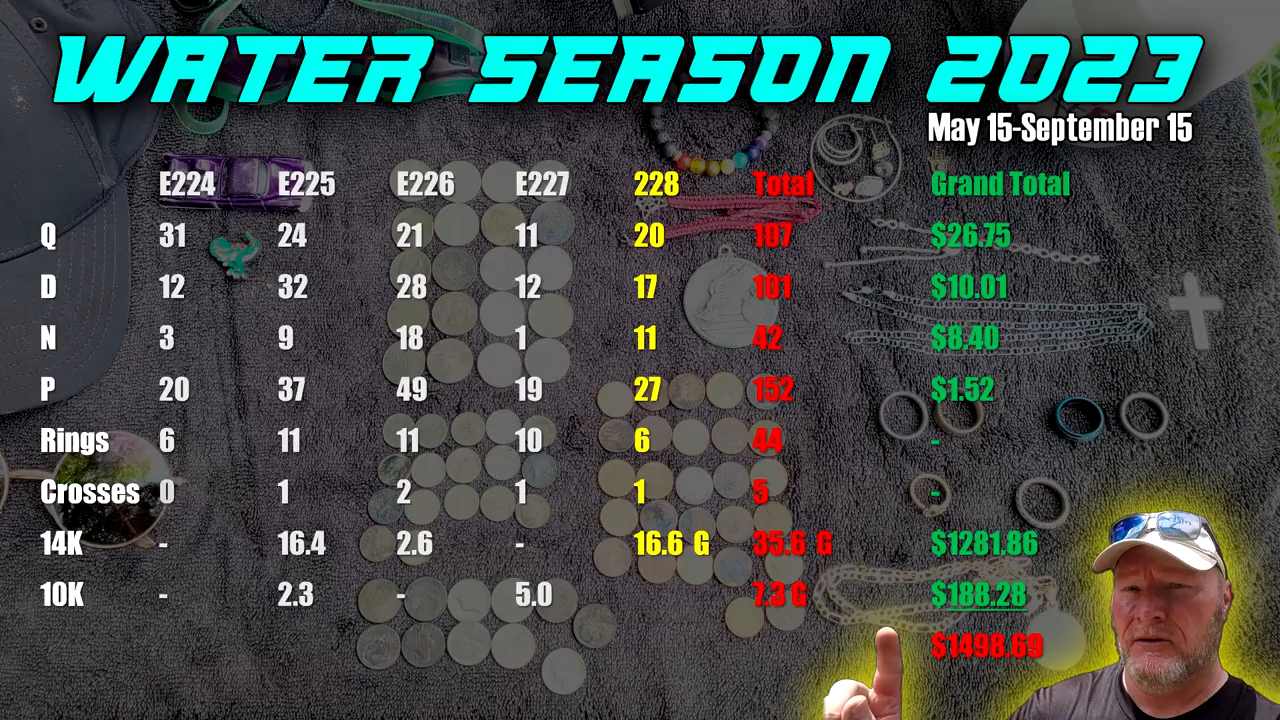 WATER SEASON 2023
May 15-September 15
E224 E225 E226 E227 228 Total Grand Total
Q 31 24 21 11 20 107 $26.75
D 12 32 28 12 17 101 $10.01
N 3 9 18 1 11 42 $8.40
P 20 37 49 19 27 152 $1.52
Rings 6 11 11 10 6 44 -
Crosses 0 1 2 1 1 5 -
14K - 16.4 2.6 - 16.6 G 35.6 G $1281.86
10K - 2.3 - 5.0 7.3 G $188.28
$1498.69